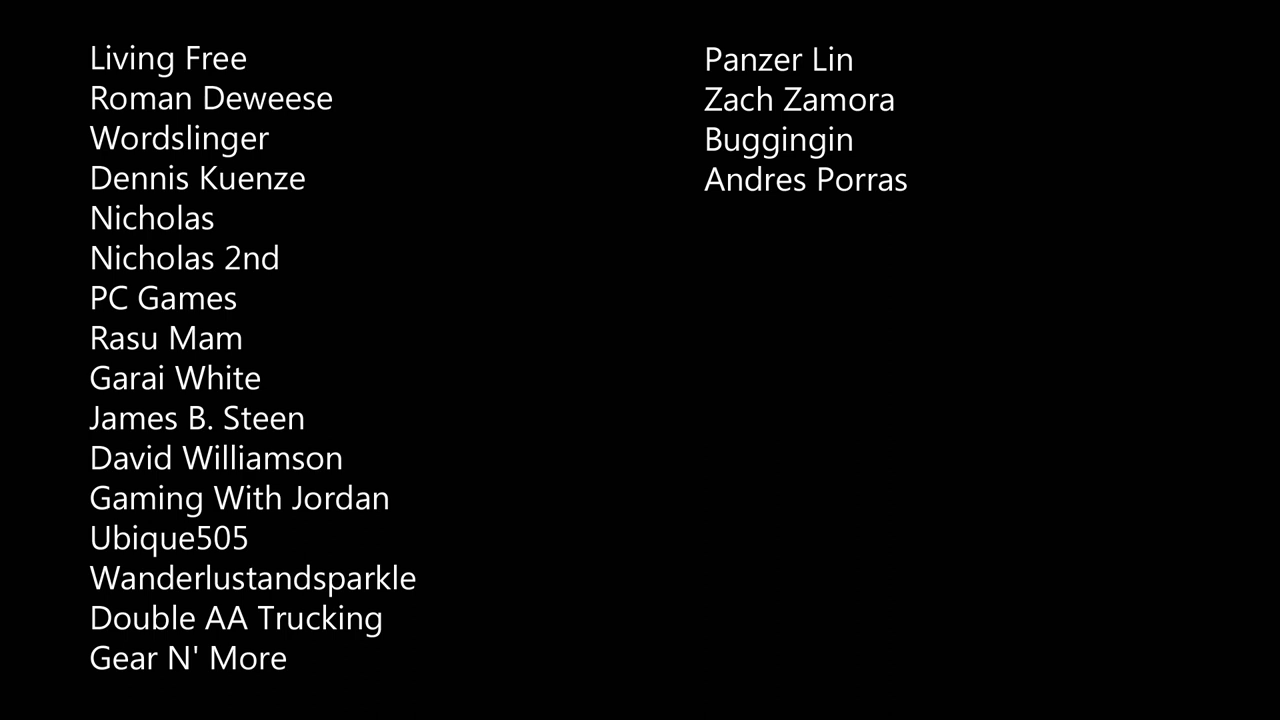 Living Free
Roman Deweese
Wordslinger
Dennis Kuenze
Nicholas
Nicholas 2nd
PC Games
Rasu Mam
Garai White
James B. Steen
David Williamson
Gaming With Jordan
Ubique505
Wanderlustandsparkle
Double AA Trucking
Gear N' More
Panzer Lin
Zach Zamora
Buggingin
Andres Porras